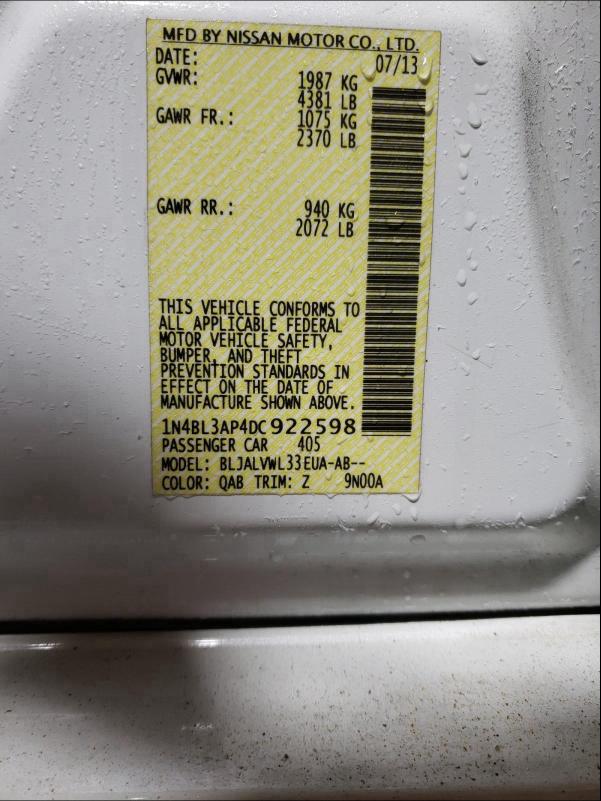 MFD BY NISSAN MOTOR CO., LTD.
DATE: 07/13
GVWR: 1987 KG
4381 LB
GAWR FR.: 1075 KG
2370 LB
GAWR RR.: 940 KG
2072 LB
THIS VEHICLE CONFORMS TO
ALL APPLICABLE FEDERAL
MOTOR VEHICLE SAFETY,
BUMPER, AND THEFT
PREVENTION STANDARDS IN
EFFECT ON THE DATE OF
MANUFACTURE SHOWN ABOVE.
1N4BL3AP4DC922598
PASSENGER CAR 405
MODEL: BLJALVWL33EUA-AB--
COLOR: QAB TRIM: Z 9N00A